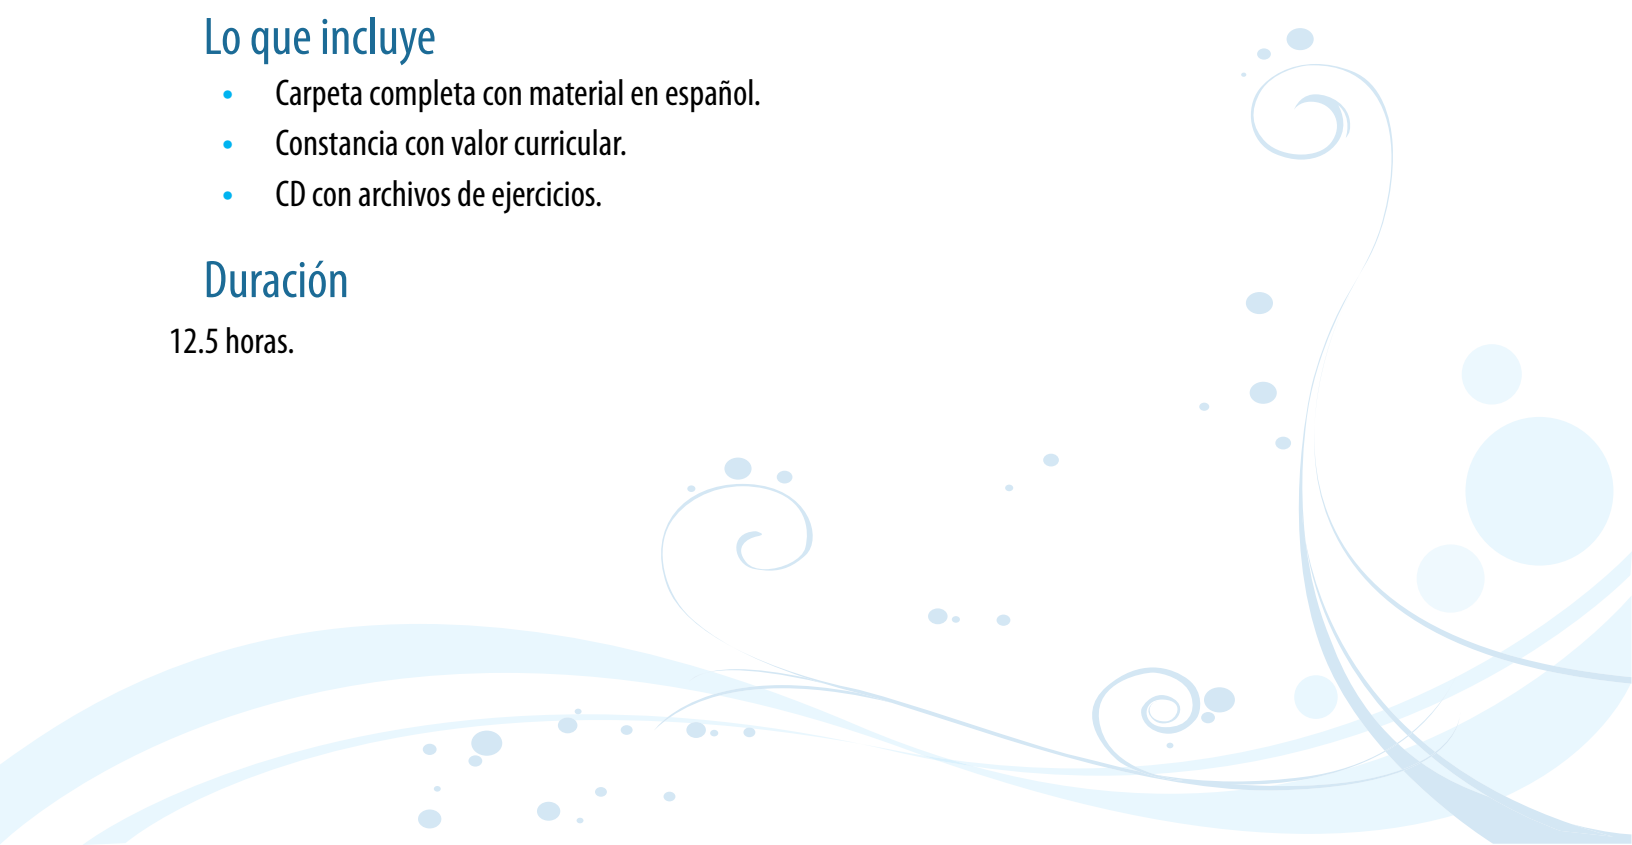 Lo que incluye
• Carpeta completa con material en español.
• Constancia con valor curricular.
• CD con archivos de ejercicios.
Duración
12.5 horas.